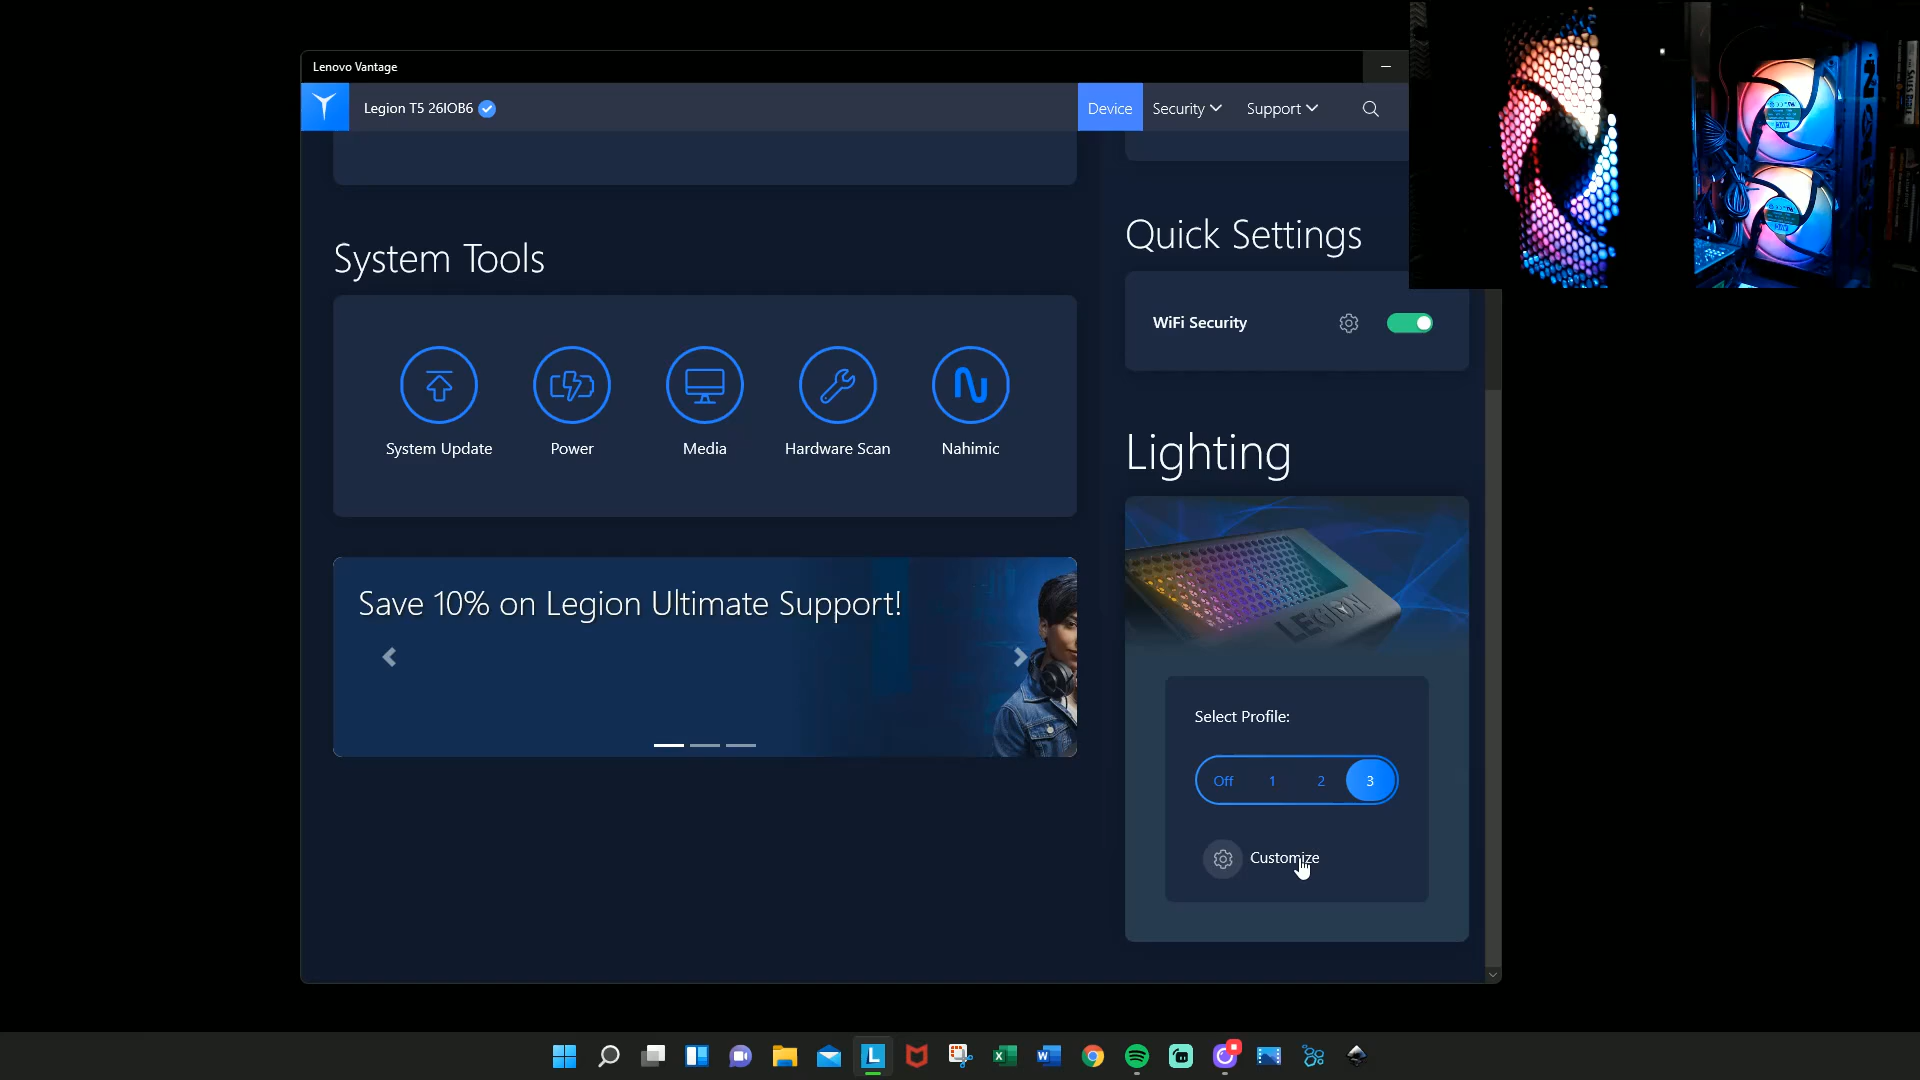 Lenovo Vantage
Legion T5 26IOB6
Device
Security
Support
System Tools
System Update
Power
Media
Hardware Scan
Nahimic
Save 10% on Legion Ultimate Support!
Quick Settings
WiFi Security
Lighting
LEGION
Select Profile:
Off 1 2 3
Customize